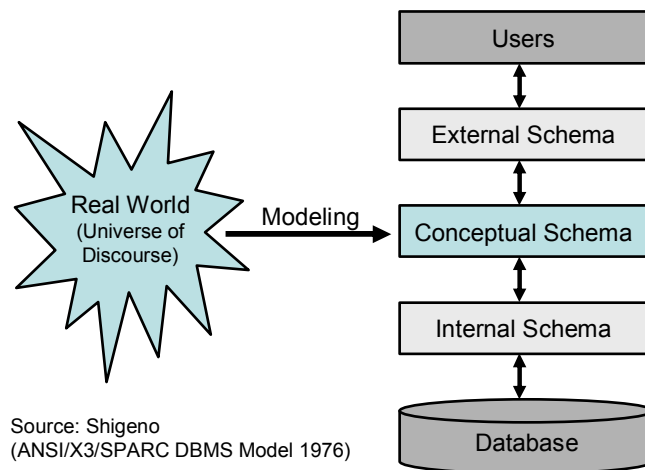 Users
External Schema
Real World
(Universe of
Discourse)
Modeling
Conceptual Schema
Internal Schema
Database
Source: Shigeno
(ANSI/X3/SPARC DBMS Model 1976)